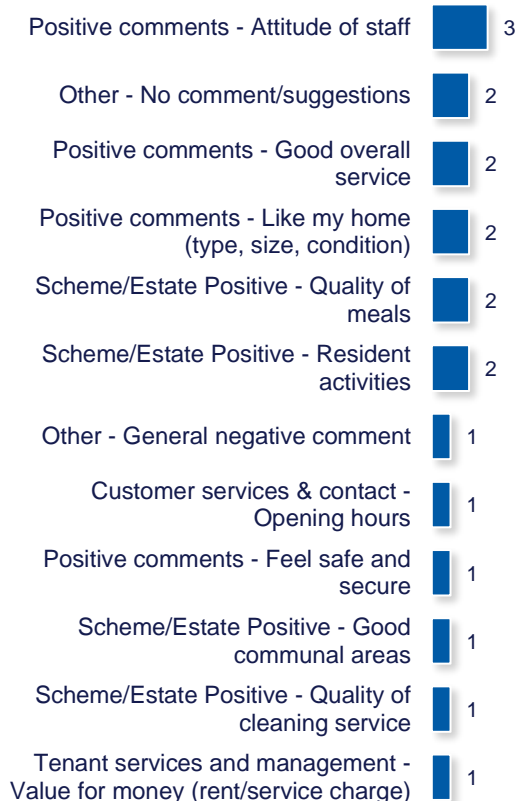 Positive comments - Attitude of staff 3
Other - No comment/suggestions 2
Positive comments - Good overall
service 2
Positive comments - Like my home
(type, size, condition) 2
Scheme/Estate Positive - Quality of
meals 2
Scheme/Estate Positive - Resident
activities 2
Other - General negative comment 1
Customer services & contact -
Opening hours 1
Positive comments - Feel safe and
secure 1
Scheme/Estate Positive - Good
communal areas 1
Scheme/Estate Positive - Quality of
cleaning service 1
Tenant services and management -
Value for money (rent/service charge) 1